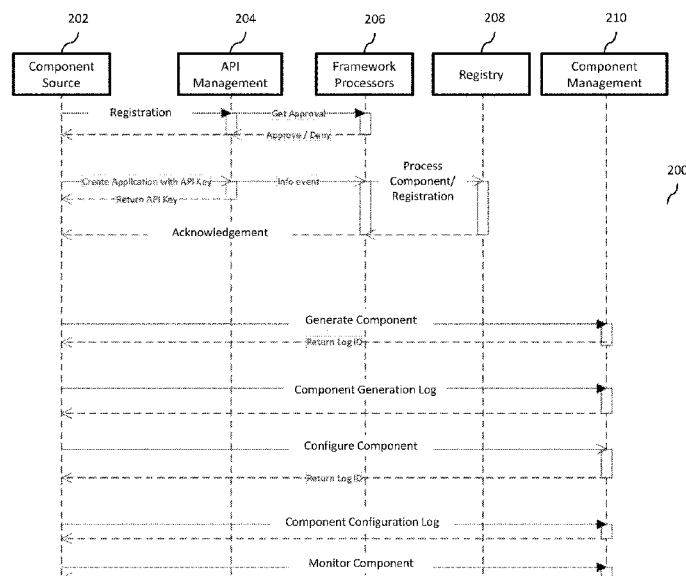 202
204
206
208
210
Component
Source
API
Management
Framework
Processors
Registry
Component
Management
Registration
Get Approval
Approve / Deny
200
Create Application with API Key
Info event
Process
Component/
Registration
Return API Key
Acknowledgement
Generate Component
Return Log ID
Component Generation Log
Configure Component
Return Log ID
Component Configuration Log
Monitor Component